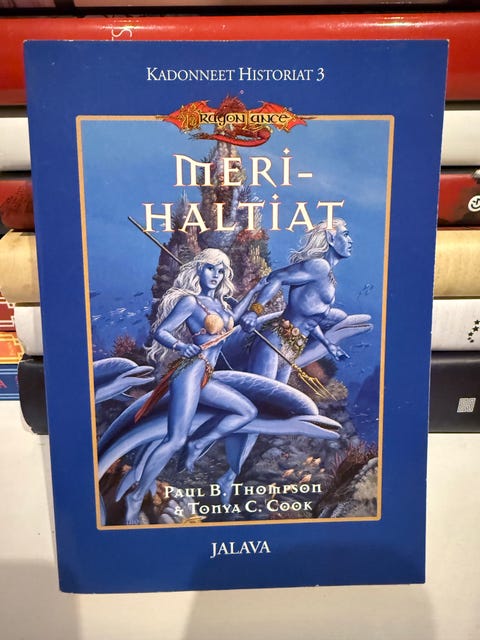 KADONNEET HISTORIAT 3
DRAGONLANCE
MERI-
HALTIAT
PAUL B. THOMPSON
& TONYA C. COOK
JALAVA